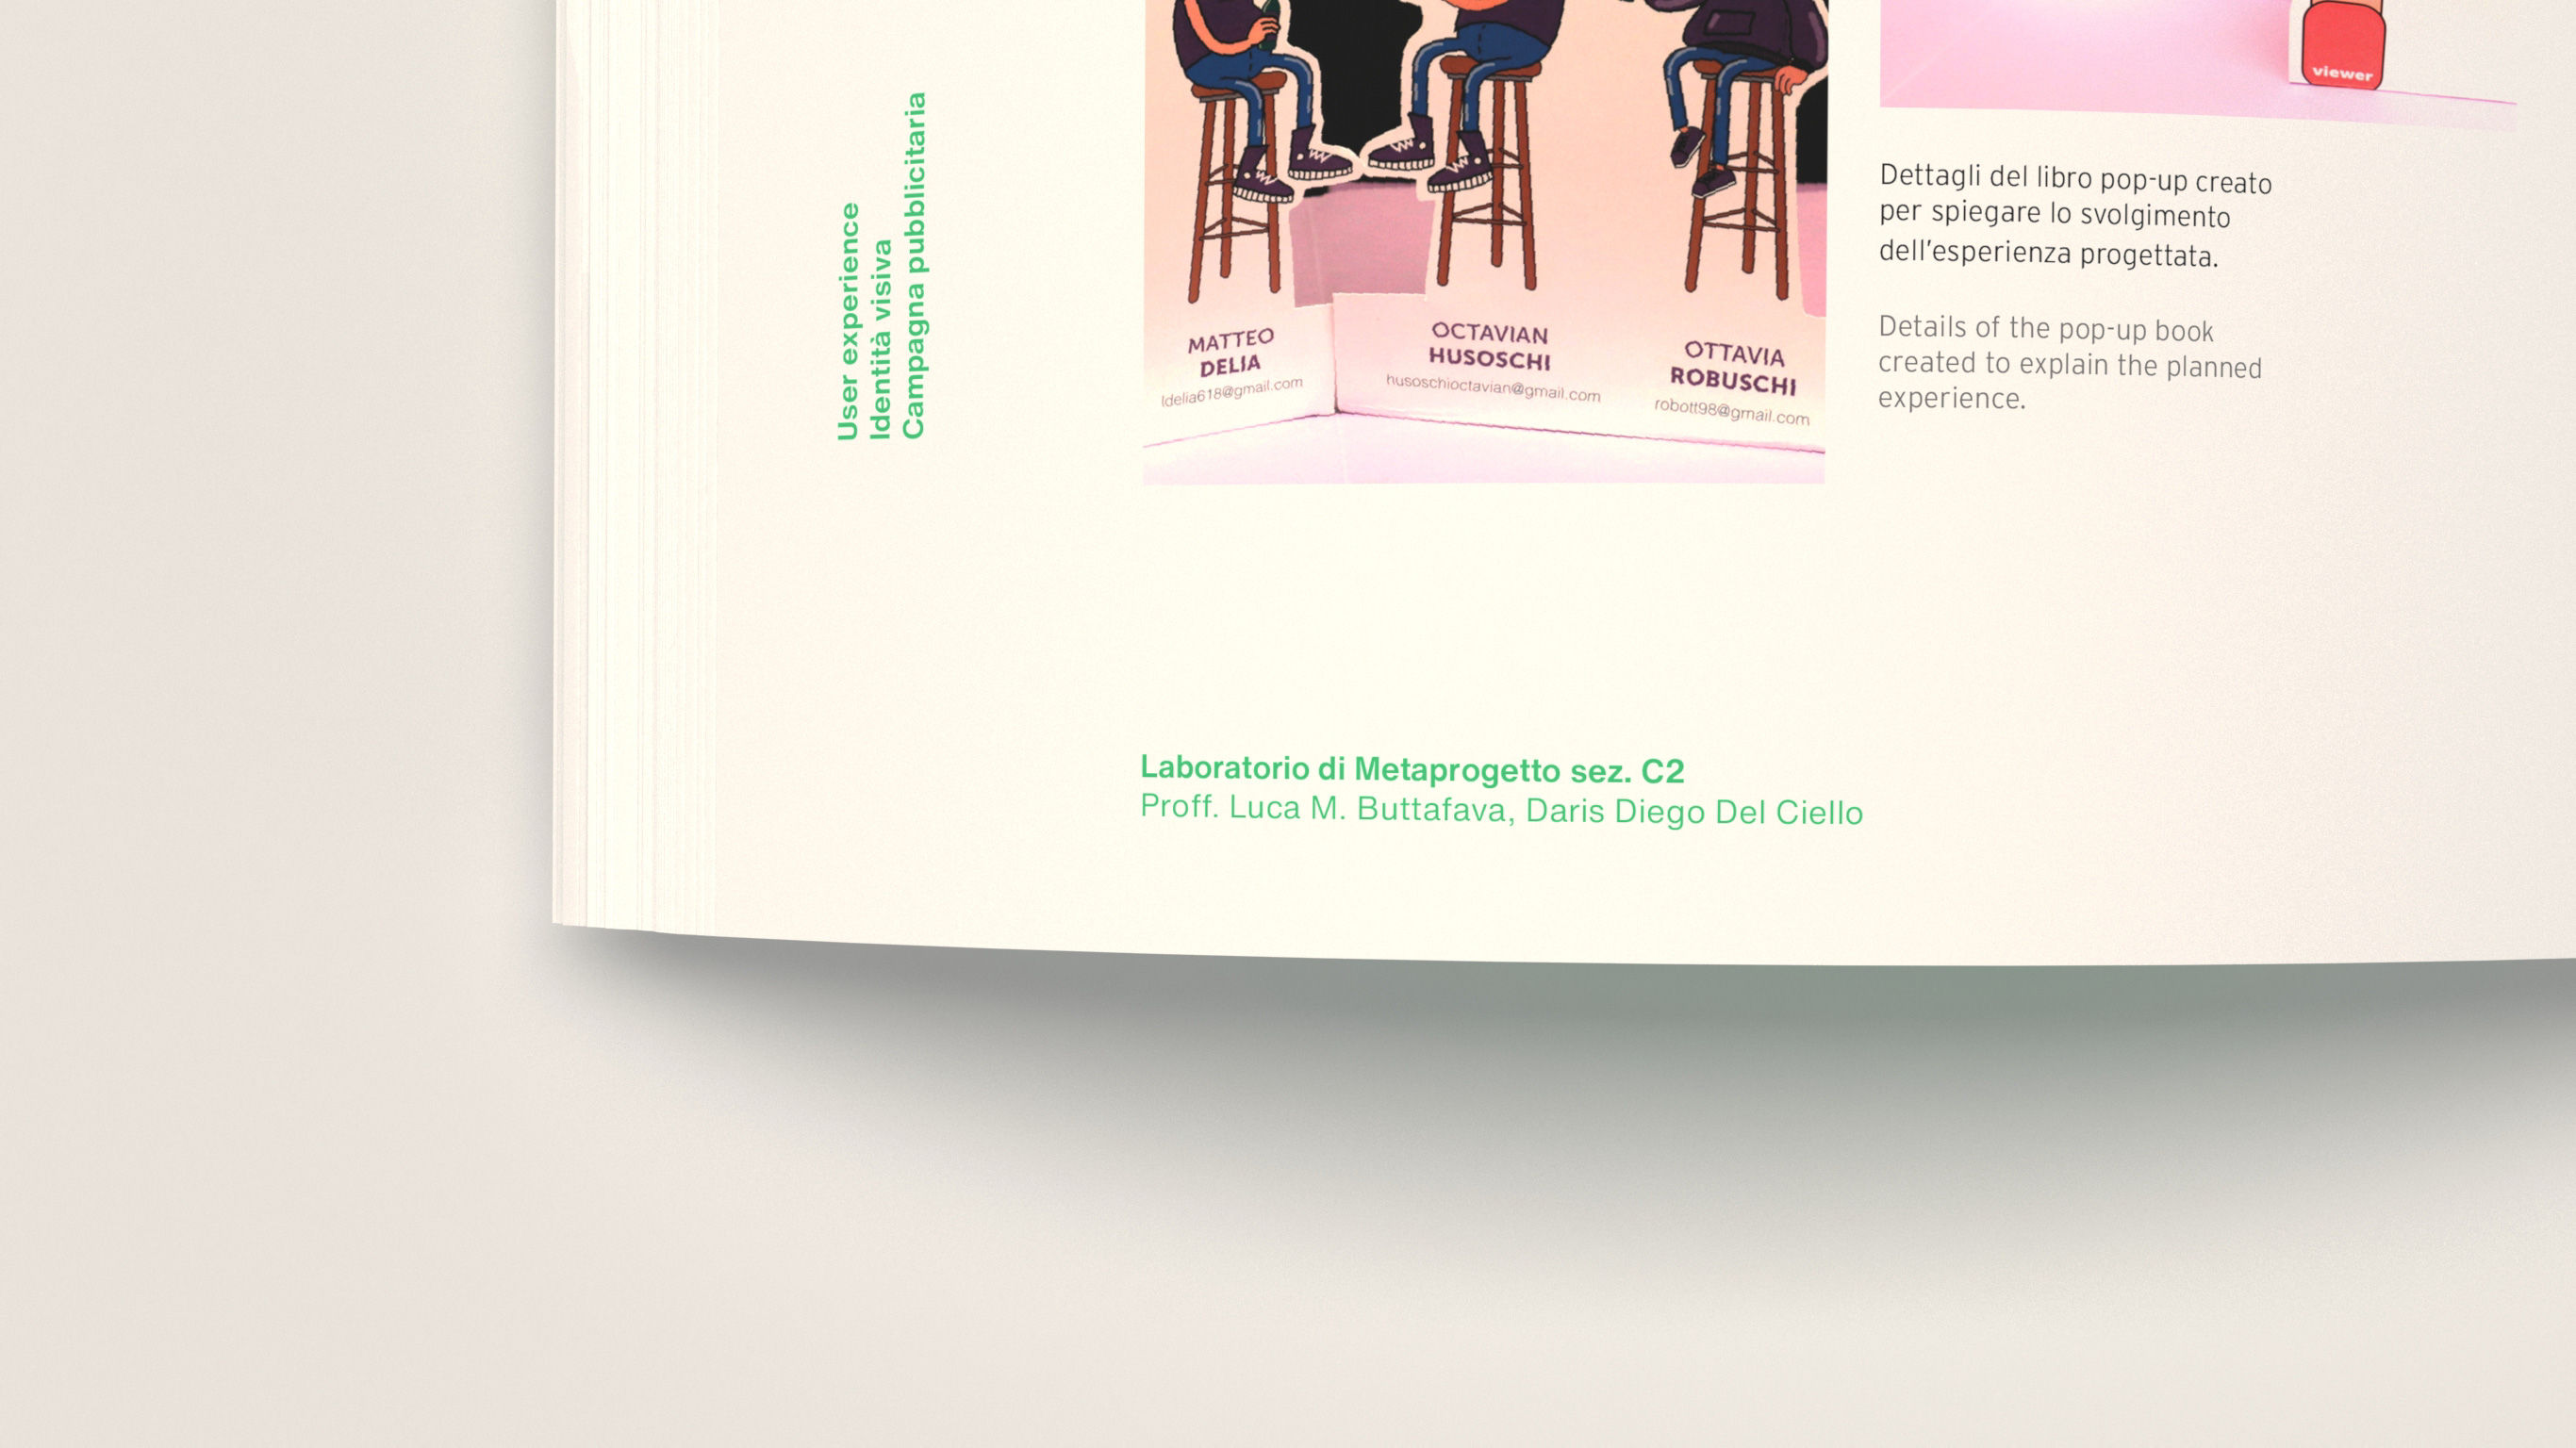 User experience
Identità visiva
Campagna pubblicitaria
MATTEO
DELIA
ldelia618@gmail.com
OCTAVIAN
HUSOSCHI
husoschioctavian@gmail.com
OTTAVIA
ROBUSCHI
robott98@gmail.com
viewer
Dettagli del libro pop-up creato
per spiegare lo svolgimento
dell'esperienza progettata.
Details of the pop-up book
created to explain the planned
experience.
Laboratorio di Metaprogetto sez. C2
Proff. Luca M. Buttafava, Daris Diego Del Ciello